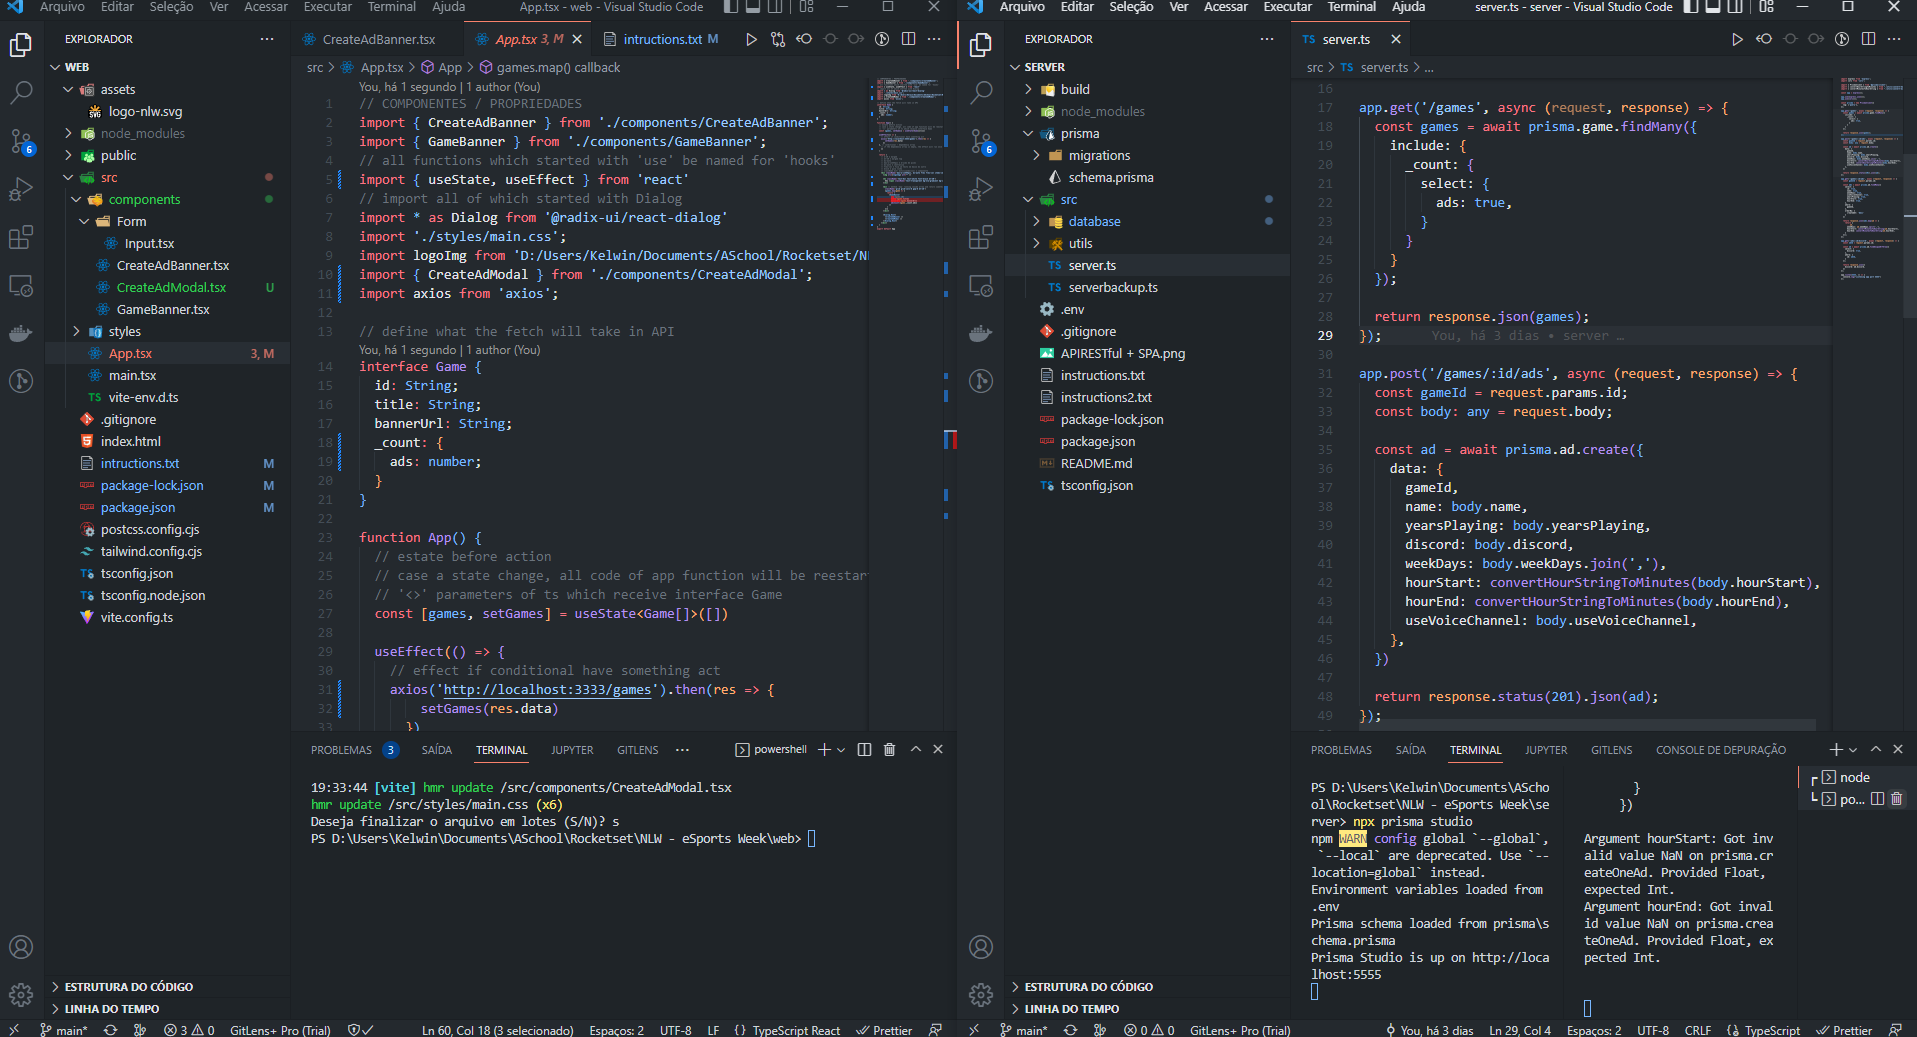 Arquivo Editar Seleção Ver Acessar Executar Terminal Ajuda App.tsx - web - Visual Studio Code
EXPLORADOR
WEB
assets
logo-nlw.svg
node_modules
public
src
components
Form
Input.tsx
CreateAdBanner.tsx
CreateAdModal.tsx U
GameBanner.tsx
styles
App.tsx 3, M
main.tsx
TS vite-env.d.ts
.gitignore
index.html
intructions.txt M
package-lock.json M
package.json M
postcss.config.cjs
tailwind.config.cjs
tsconfig.json
tsconfig.node.json
vite.config.ts
ESTRUTURA DO CÓDIGO
LINHA DO TEMPO
6
CreateAdBanner.tsx App.tsx 3, M intructions.txt M
src > App.tsx > App > games.map() callback
You, há 1 segundo | 1 author (You)
1 // COMPONENTES / PROPRIEDADES
2 import { CreateAdBanner } from './components/CreateAdBanner';
3 import { GameBanner } from './components/GameBanner';
4 // all functions which started with 'use' be named for 'hooks'
5 import { useState, useEffect } from 'react'
6 // import all of which started with Dialog
7 import * as Dialog from '@radix-ui/react-dialog'
8 import './styles/main.css';
9 import logoImg from 'D:/Users/Kelwin/Documents/ASchool/Rocketset/N
10 import { CreateAdModal } from './components/CreateAdModal';
11 import axios from 'axios';
12
13 // define what the fetch will take in API
You, há 1 segundo | 1 author (You)
14 interface Game {
15 id: String;
16 title: String;
17 bannerUrl: String;
18 _count: {
19 ads: number;
20 }
21 }
22
23 function App() {
24 // estate before action
25 // case a state change, all code of app function will be reestar
26 // '<>' parameters of ts which receive interface Game
27 const [games, setGames] = useState<Game[]>([])
28
29 useEffect(() => {
30 // effect if conditional have something act
31 axios('http://localhost:3333/games').then(res => {
32 setGames(res.data)
33 })
PROBLEMAS 3 SAÍDA TERMINAL JUPYTER GITLENS ··· powershell
19:33:44 [vite] hmr update /src/components/CreateAdModal.tsx
hmr update /src/styles/main.css (x6)
Deseja finalizar o arquivo em lotes (S/N)? s
PS D:\Users\Kelwin\Documents\ASchool\Rocketset\NLW - eSports Week\web>
main* 3 0 GitLens+ Pro (Trial) Ln 60, Col 18 (3 selecionado) Espaços: 2 UTF-8 LF {} TypeScript React Prettier
Arquivo Editar Seleção Ver Acessar Executar Terminal Ajuda server.ts - server - Visual Studio Code
EXPLORADOR
SERVER
build
node_modules
prisma
migrations
schema.prisma
src
database
utils
TS server.ts
TS serverbackup.ts
.env
.gitignore
APIRESTful + SPA.png
instructions.txt
instructions2.txt
package-lock.json
package.json
README.md
tsconfig.json
ESTRUTURA DO CÓDIGO
LINHA DO TEMPO
6
TS server.ts
src > TS server.ts > ...
16
17 app.get('/games', async (request, response) => {
18 const games = await prisma.game.findMany({
19 include: {
20 _count: {
21 select: {
22 ads: true,
23 }
24 }
25 }
26 });
27
28 return response.json(games);
29 }); You, há 3 dias • server …
30
31 app.post('/games/:id/ads', async (request, response) => {
32 const gameId = request.params.id;
33 const body: any = request.body;
34
35 const ad = await prisma.ad.create({
36 data: {
37 gameId,
38 name: body.name,
39 yearsPlaying: body.yearsPlaying,
40 discord: body.discord,
41 weekDays: body.weekDays.join(','),
42 hourStart: convertHourStringToMinutes(body.hourStart),
43 hourEnd: convertHourStringToMinutes(body.hourEnd),
44 useVoiceChannel: body.useVoiceChannel,
45 },
46 })
47
48 return response.status(201).json(ad);
49 });
PROBLEMAS SAÍDA TERMINAL JUPYTER GITLENS CONSOLE DE DEPURAÇÃO
PS D:\Users\Kelwin\Documents\AScho
ol\Rocketset\NLW - eSports Week\se
rver> npx prisma studio
npm WARN config global `--global`,
`--local` are deprecated. Use `--
location=global` instead.
Environment variables loaded from
.env
Prisma schema loaded from prisma\s
chema.prisma
Prisma Studio is up on http://loca
lhost:5555
}
})
Argument hourStart: Got inv
alid value NaN on prisma.cr
eateOneAd. Provided Float,
expected Int.
Argument hourEnd: Got inval
id value NaN on prisma.crea
teOneAd. Provided Float, ex
pected Int.
node
po...
main* 0 0 GitLens+ Pro (Trial) You, há 3 dias Ln 29, Col 4 Espaços: 2 UTF-8 CRLF TypeScript Prettier